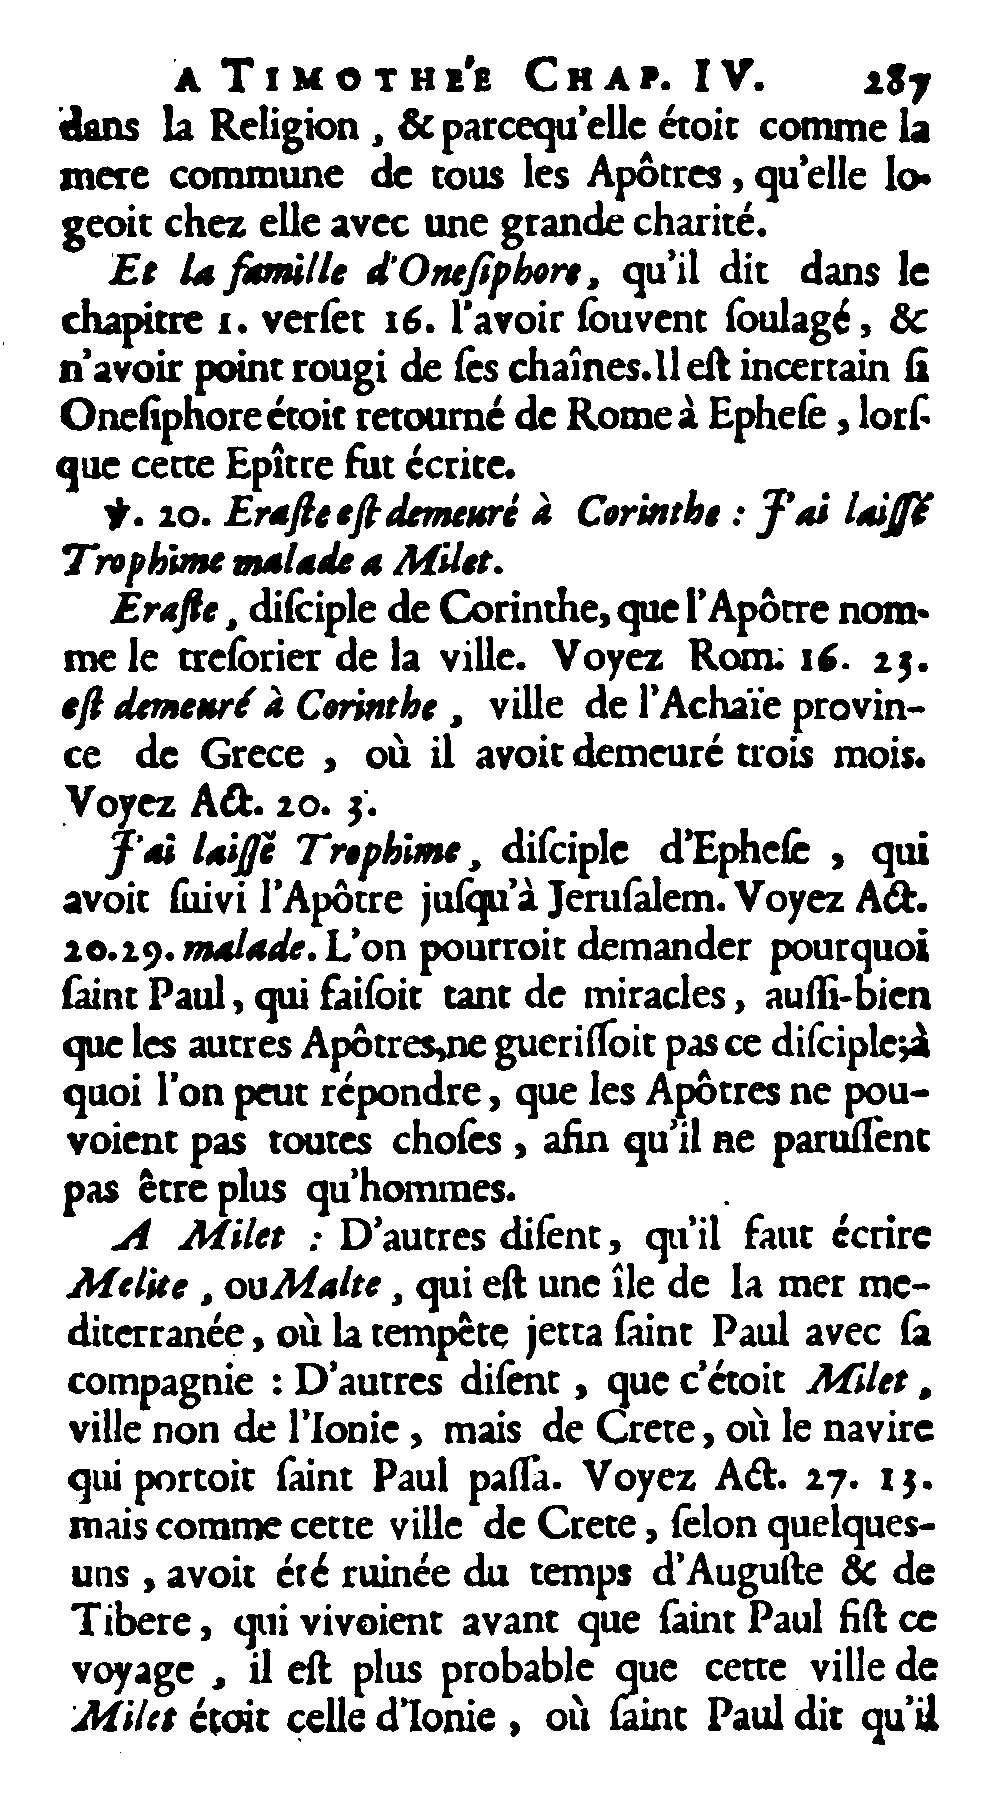 A TIMOTHE'E CHAP. IV. 287
dans la Religion, & parcequ'elle étoit comme la
mere commune de tous les Apôtres, qu'elle lo-
geoit chez elle avec une grande charité.
Et la famille d'Oneſiphore, qu'il dit dans le
chapitre 1. verſet 16. l'avoir ſouvent ſoulagé, &
n'avoir point rougi de ſes chaînes. Il eſt incertain ſi
Oneſiphore étoit retourné de Rome à Epheſe, lorſ-
que cette Epître fut écrite.
℣. 20. Eraſte eſt demeuré à Corinthe : J'ai laiſſé
Trophime malade a Milet.
Eraſte, diſciple de Corinthe, que l'Apôtre nom-
me le treſorier de la ville. Voyez Rom. 16. 23.
eſt demeuré à Corinthe, ville de l'Achaïe provin-
ce de Grece, où il avoit demeuré trois mois.
Voyez Act. 20. 3.
J'ai laiſſé Trophime, diſciple d'Epheſe, qui
avoit ſuivi l'Apôtre juſqu'à Jeruſalem. Voyez Act.
20. 29. malade. L'on pourroit demander pourquoi
ſaint Paul, qui faiſoit tant de miracles, auſſi-bien
que les autres Apôtres, ne gueriſſoit pas ce diſciple; à
quoi l'on peut répondre, que les Apôtres ne pou-
voient pas toutes choſes, afin qu'il ne paruſſent
pas être plus qu'hommes.
A Milet : D'autres diſent, qu'il faut écrire
Melite, ou Malte, qui eſt une île de la mer me-
diterranée, où la tempête jetta ſaint Paul avec ſa
compagnie : D'autres diſent, que c'étoit Milet,
ville non de l'Ionie, mais de Crete, où le navire
qui portoit ſaint Paul paſſa. Voyez Act. 27. 13.
mais comme cette ville de Crete, ſelon quelques-
uns, avoit été ruinée du temps d'Auguſte & de
Tibere, qui vivoient avant que ſaint Paul fiſt ce
voyage, il eſt plus probable que cette ville de
Milet étoit celle d'Ionie, où ſaint Paul dit qu'il